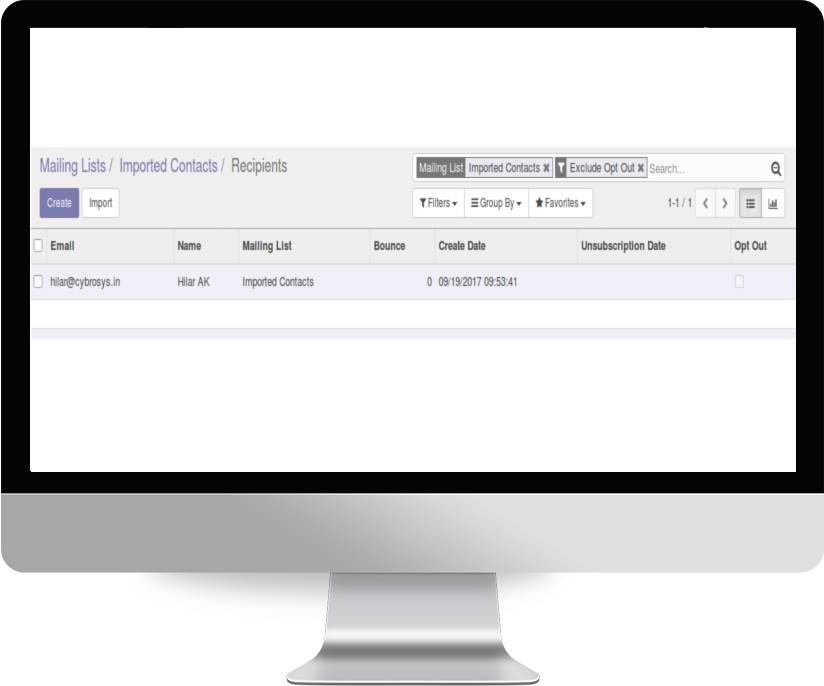 Mailing Lists / Imported Contacts / Recipients
Mailing List Imported Contacts ✖ Exclude Opt Out ✖ Search...
Create Import
Filters Group By Favorites 1-1 / 1
Email Name Mailing List Bounce Create Date Unsubscription Date Opt Out
hilar@cybrosys.in Hilar AK Imported Contacts 0 09/19/2017 09:53:41